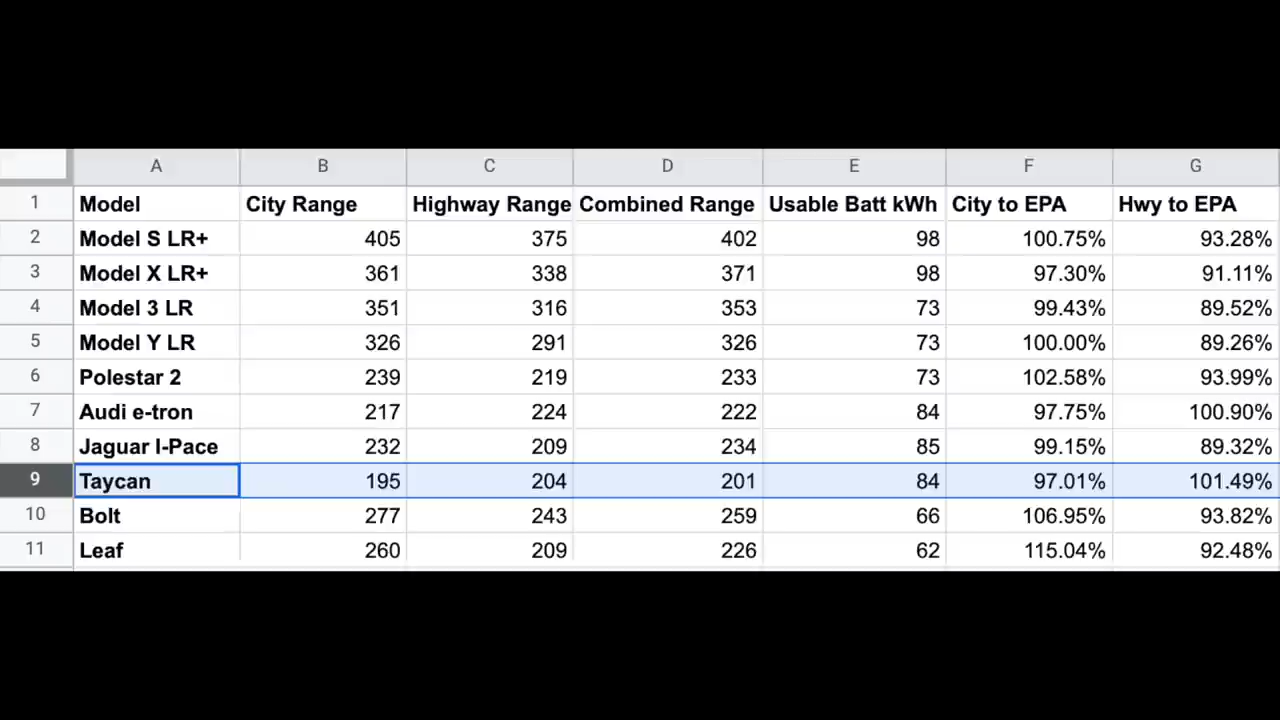 A B C D E F G
1 Model City Range Highway Range Combined Range Usable Batt kWh City to EPA Hwy to EPA
2 Model S LR+ 405 375 402 98 100.75% 93.28%
3 Model X LR+ 361 338 371 98 97.30% 91.11%
4 Model 3 LR 351 316 353 73 99.43% 89.52%
5 Model Y LR 326 291 326 73 100.00% 89.26%
6 Polestar 2 239 219 233 73 102.58% 93.99%
7 Audi e-tron 217 224 222 84 97.75% 100.90%
8 Jaguar I-Pace 232 209 234 85 99.15% 89.32%
9 Taycan 195 204 201 84 97.01% 101.49%
10 Bolt 277 243 259 66 106.95% 93.82%
11 Leaf 260 209 226 62 115.04% 92.48%